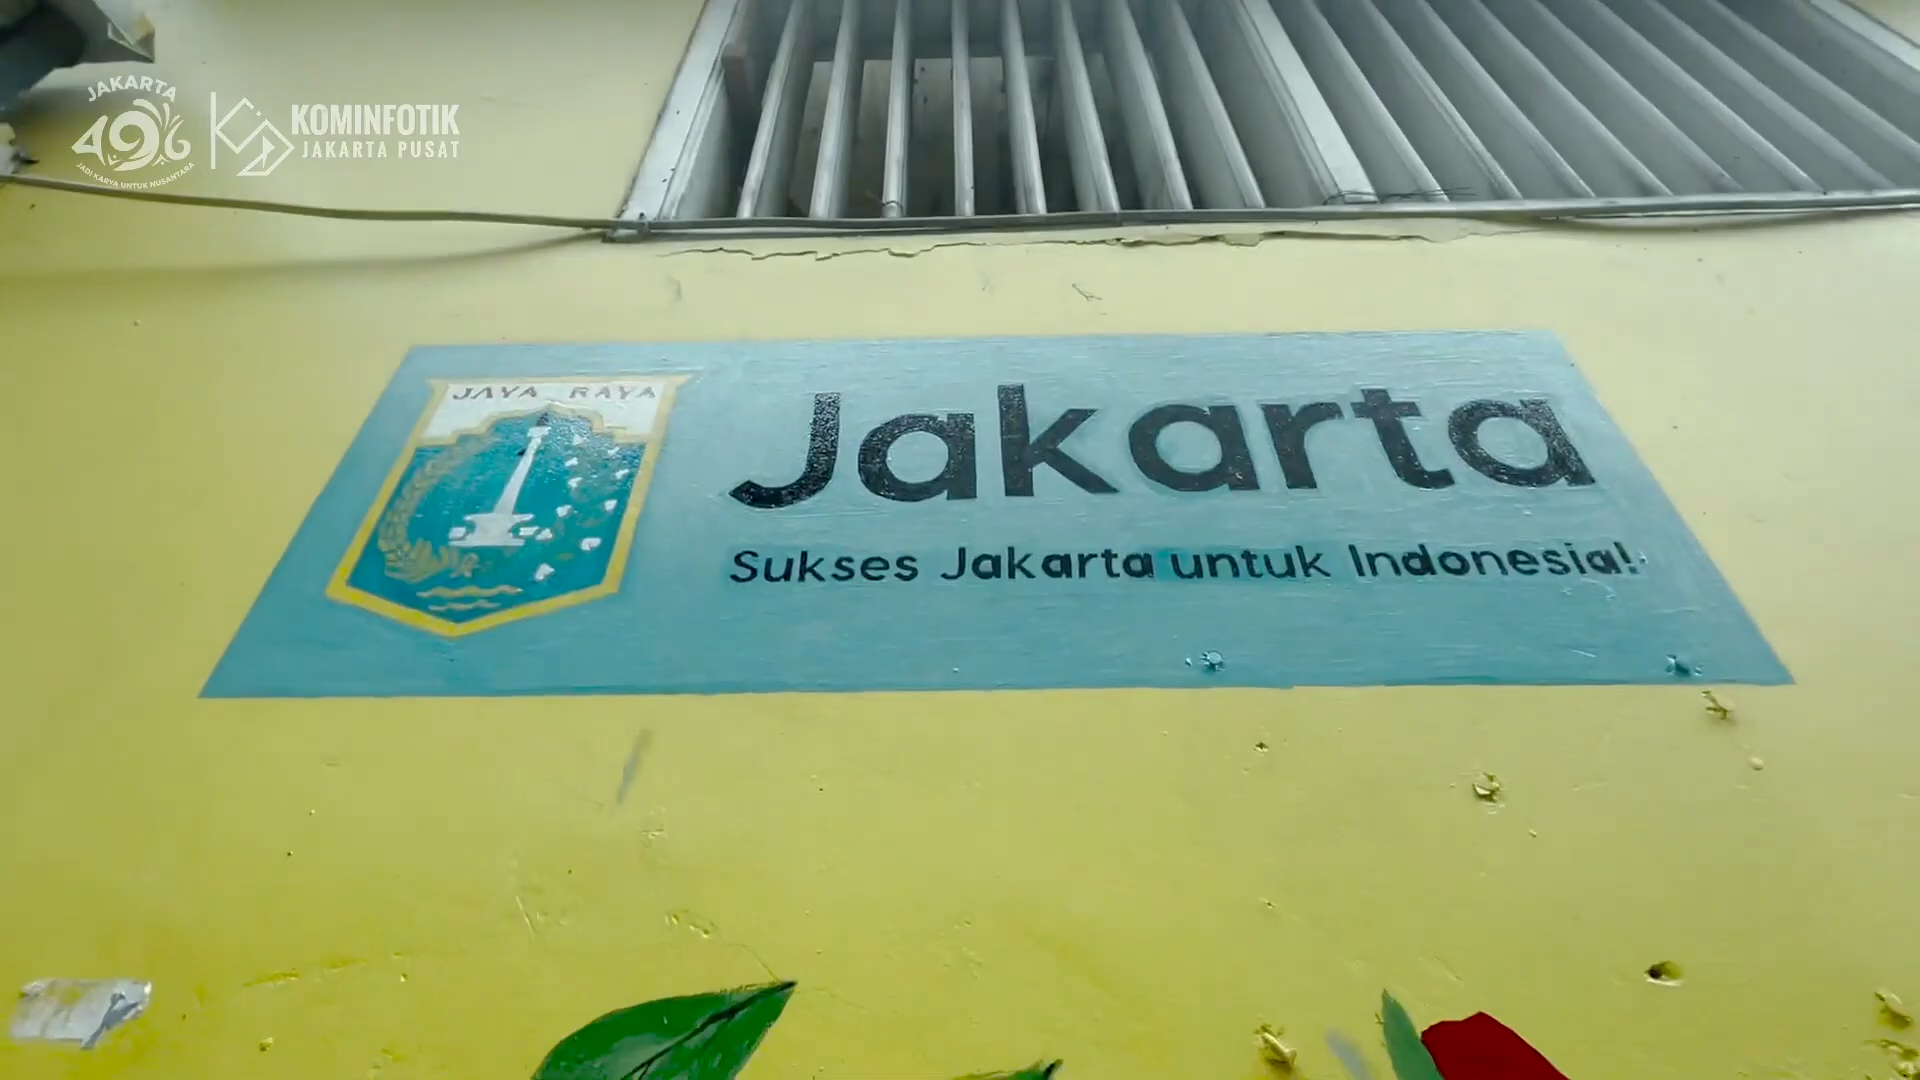 JAKARTA
496
JADI KARYA UNTUK NUSANTARA
KOMINFOTIK
JAKARTA PUSAT
JAYA RAYA
Jakarta
Sukses Jakarta untuk Indonesia!